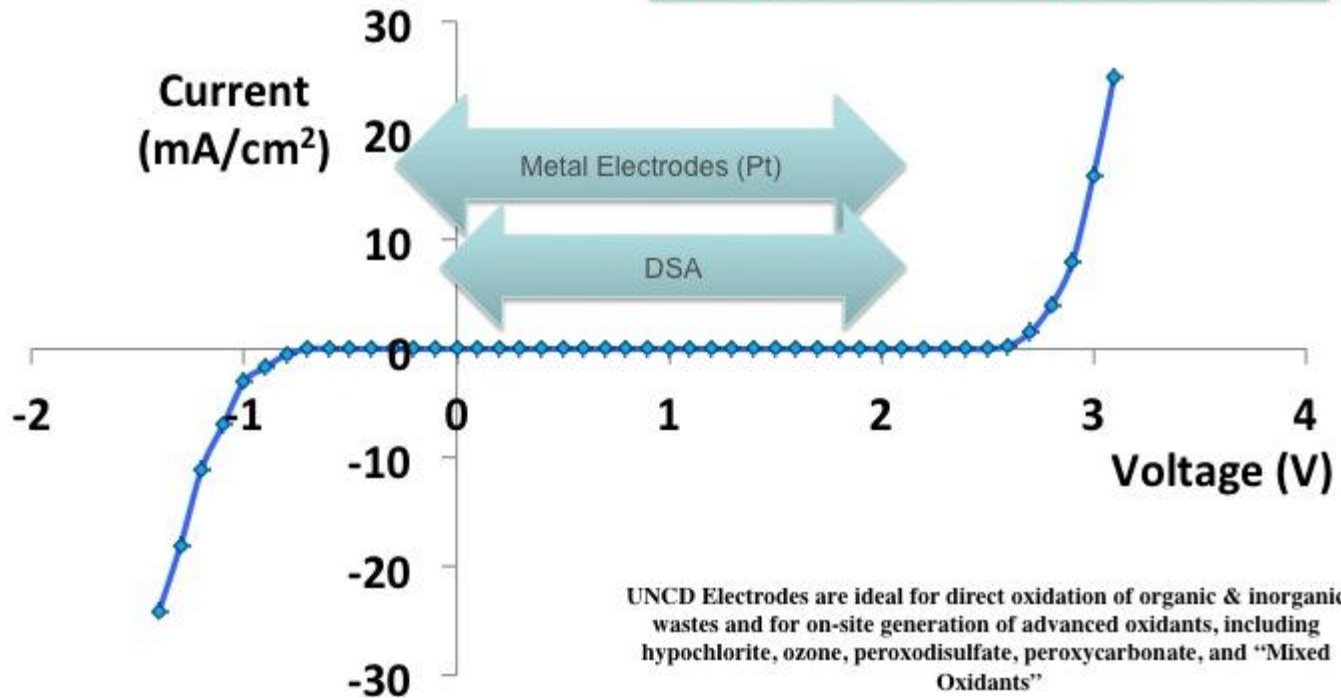 30
Current
(mA/cm²)
20
Metal Electrodes (Pt)
10
DSA
0
-2
-1
0
1
2
3
4
-10
Voltage (V)
-20
UNCD Electrodes are ideal for direct oxidation of organic & inorganic
wastes and for on-site generation of advanced oxidants, including
hypochlorite, ozone, peroxodisulfate, peroxycarbonate, and “Mixed
Oxidants”
-30